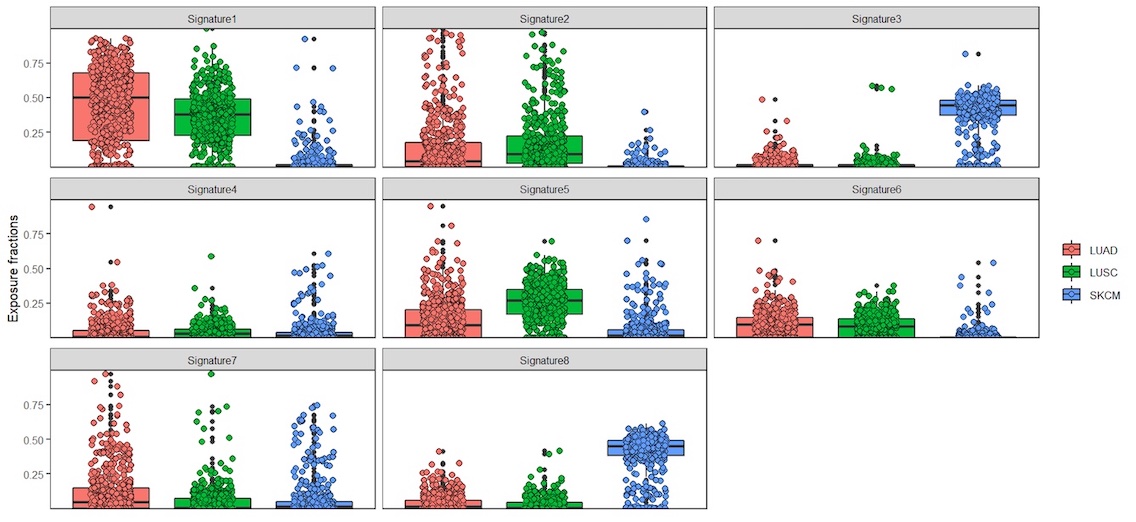 Signature1 Signature2 Signature3
0.75
0.50
0.25
Signature4 Signature5 Signature6
0.75
0.50
0.25
Exposure fractions
LUAD
LUSC
SKCM
Signature7 Signature8
0.75
0.50
0.25